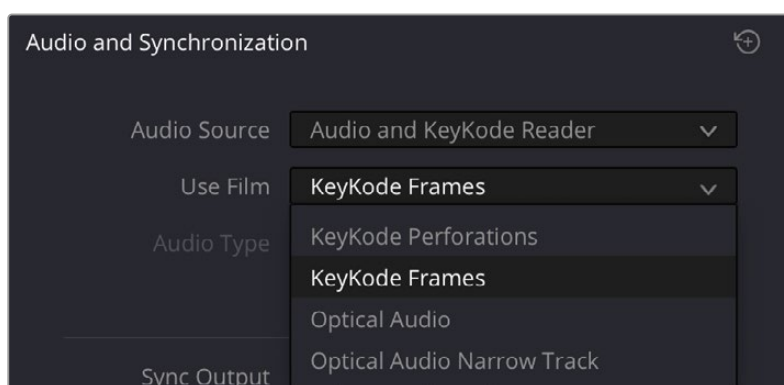 Audio and Synchronization
Audio Source Audio and KeyKode Reader
Use Film KeyKode Frames
Audio Type KeyKode Perforations
KeyKode Frames
Optical Audio
Optical Audio Narrow Track
Sync Output